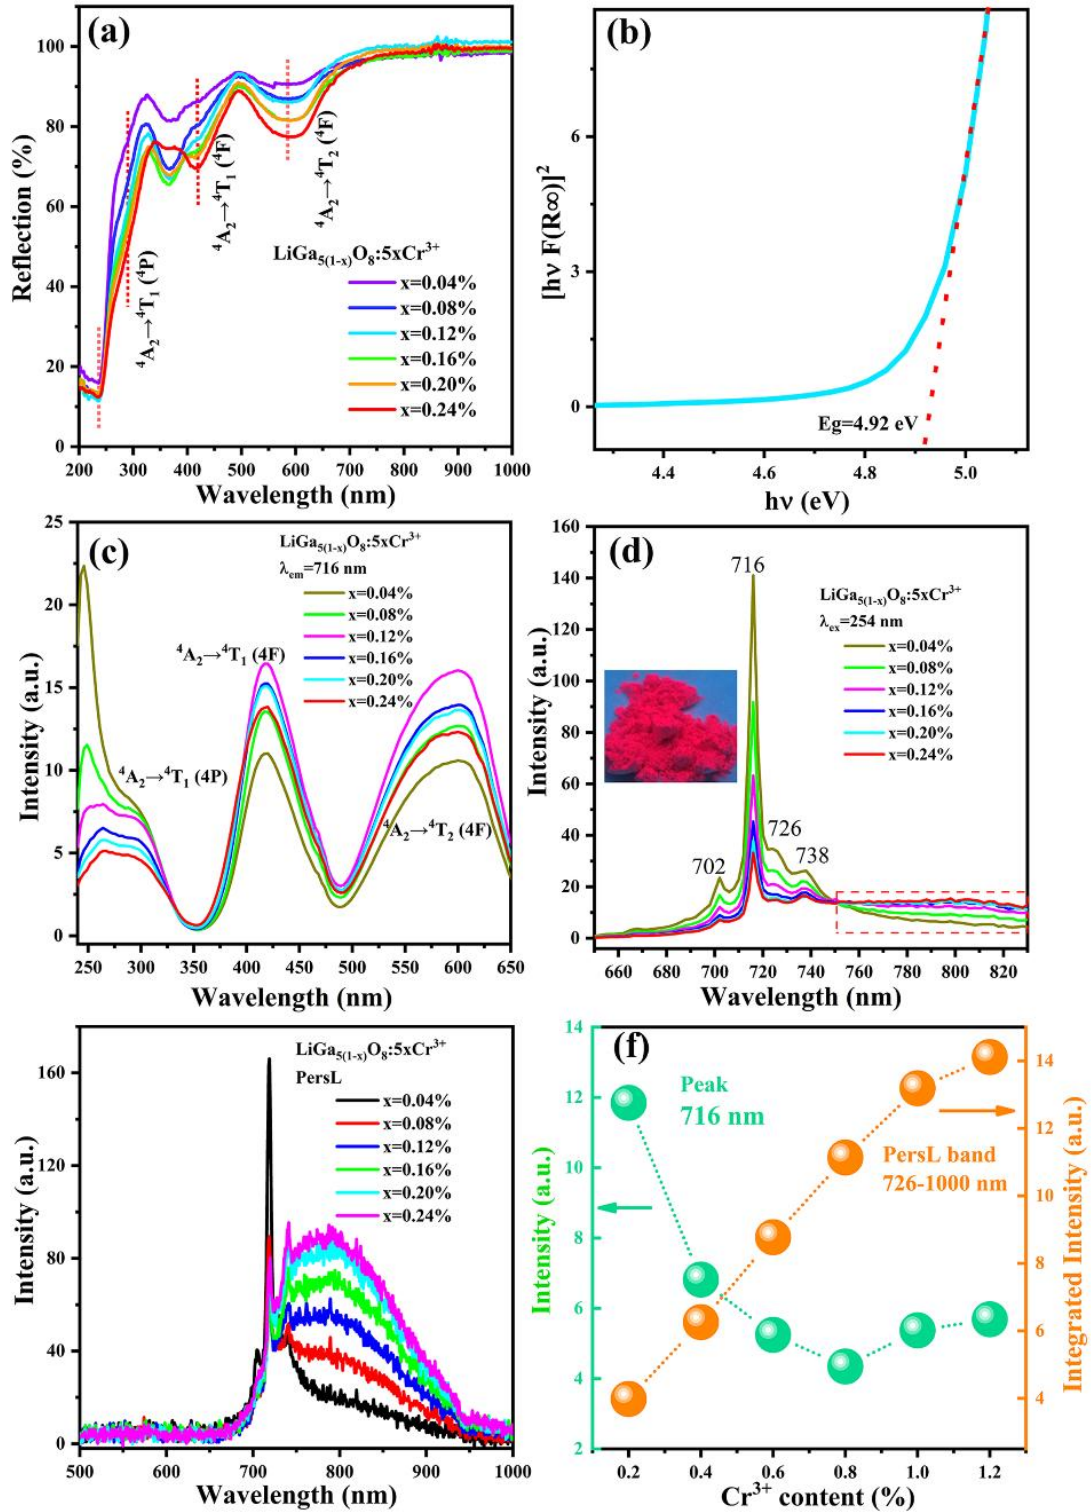 (a)
100
80
60
40
20
0
Reflection (%)
⁴A₂→⁴T₁ (⁴P)
⁴A₂→⁴T₁ (⁴F)
⁴A₂→⁴T₂ (⁴F)
LiGa₅₍₁₋ₓ₎O₈:5xCr³⁺
x=0.04%
x=0.08%
x=0.12%
x=0.16%
x=0.20%
x=0.24%
200 300 400 500 600 700 800 900 1000
Wavelength (nm)
(b)
6
3
0
[hν F(R∞)]²
Eg=4.92 eV
4.4 4.6 4.8 5.0
hν (eV)
(c)
25
20
15
10
5
0
Intensity (a.u.)
LiGa₅₍₁₋ₓ₎O₈:5xCr³⁺
λₑₘ=716 nm
x=0.04%
x=0.08%
x=0.12%
x=0.16%
x=0.20%
x=0.24%
⁴A₂→⁴T₁ (4F)
⁴A₂→⁴T₁ (4P)
⁴A₂→⁴T₂ (4F)
250 300 350 400 450 500 550 600 650
Wavelength (nm)
(d)
160
140
120
100
80
60
40
20
0
Intensity (a.u.)
716
LiGa₅₍₁₋ₓ₎O₈:5xCr³⁺
λₑₓ=254 nm
x=0.04%
x=0.08%
x=0.12%
x=0.16%
x=0.20%
x=0.24%
726
702
738
660 680 700 720 740 760 780 800 820
Wavelength (nm)
160
120
80
40
0
Intensity (a.u.)
LiGa₅₍₁₋ₓ₎O₈:5xCr³⁺
PersL
x=0.04%
x=0.08%
x=0.12%
x=0.16%
x=0.20%
x=0.24%
500 600 700 800 900 1000
Wavelength (nm)
(f)
14
12
10
8
6
4
2
Intensity (a.u.)
Peak
716 nm
PersL band
726-1000 nm
14
12
10
8
6
4
Integrated Intensity (a.u.)
0.2 0.4 0.6 0.8 1.0 1.2
Cr³⁺ content (%)